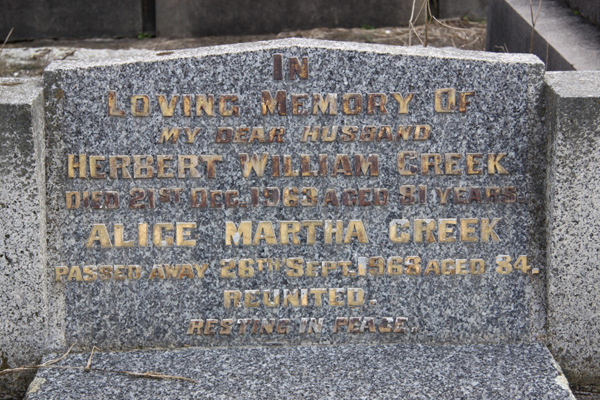 IN
LOVING MEMORY OF
MY DEAR HUSBAND
HERBERT WILLIAM CREEK
DIED 21ST DEC. 1963 AGED 81 YEARS.
ALICE MARTHA CREEK
PASSED AWAY 26TH SEPT. 1969 AGED 84.
REUNITED.
RESTING IN PEACE.